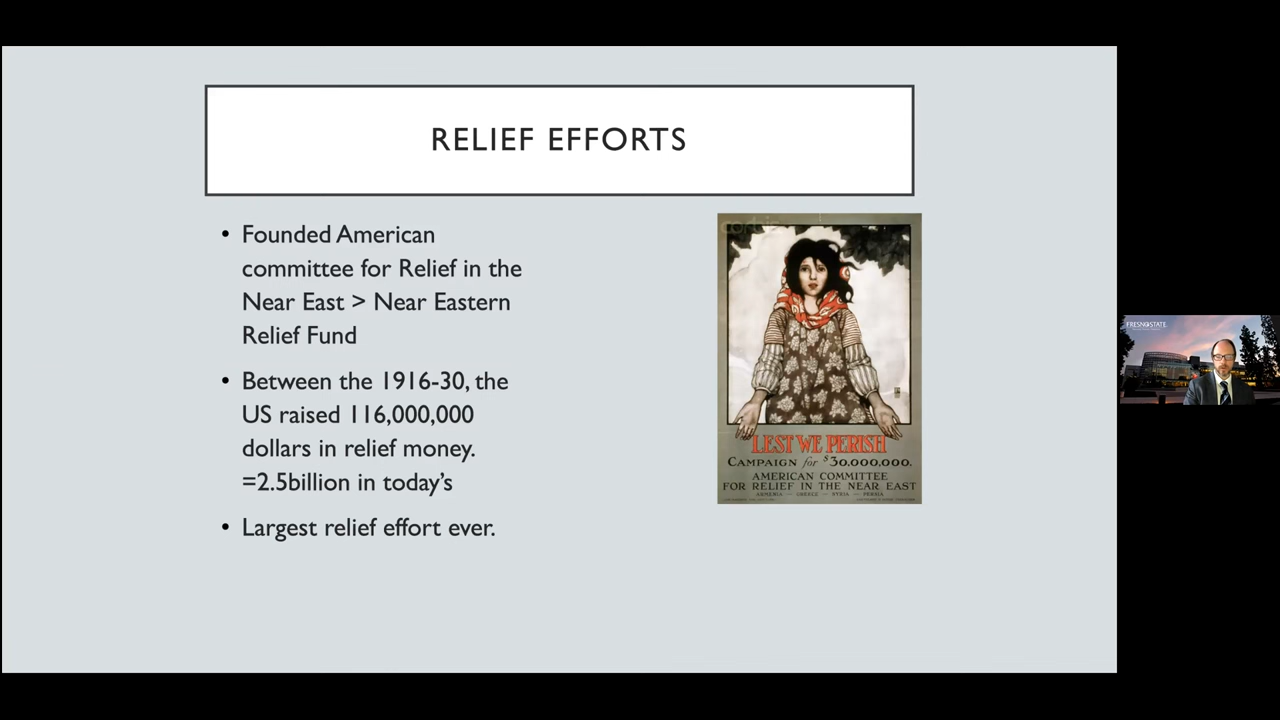 RELIEF EFFORTS
• Founded American
committee for Relief in the
Near East > Near Eastern
Relief Fund
• Between the 1916-30, the
US raised 116,000,000
dollars in relief money.
=2.5billion in today's
• Largest relief effort ever.
LEST WE PERISH
CAMPAIGN for $30,000,000.
AMERICAN COMMITTEE
FOR RELIEF IN THE NEAR EAST
ARMENIA — GREECE — SYRIA — PERSIA
FRESNO STATE